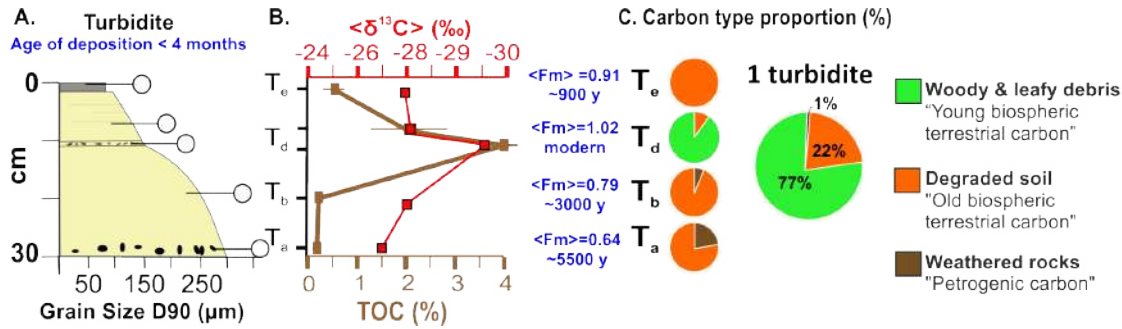 A.
Turbidite
Age of deposition < 4 months
0
cm
30
50
150
250
Grain Size D90 (µm)
B.
<δ¹³C> (‰)
-24
-26
-28
-30
Te
Td
Tb
Ta
0
1
2
3
4
TOC (%)
<Fm> =0.91
~900 y
<Fm>=1.02
modern
<Fm>=0.79
~3000 y
<Fm>=0.64
~5500 y
C. Carbon type proportion (%)
Te
Td
Tb
Ta
1 turbidite
1%
22%
77%
Woody & leafy debris
"Young biospheric
terrestrial carbon"
Degraded soil
"Old biospheric
terrestrial carbon"
Weathered rocks
"Petrogenic carbon"